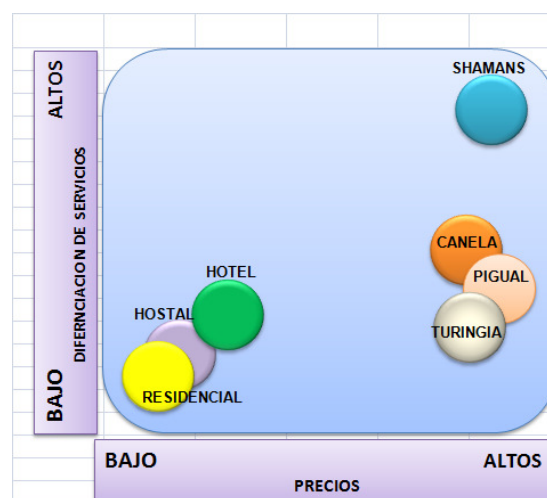 SHAMANS
ALTOS
DIFERNCIACION DE SERVICIOS
BAJO
CANELA
PIGUAL
HOTEL
HOSTAL
TURINGIA
RESIDENCIAL
BAJO
ALTOS
PRECIOS